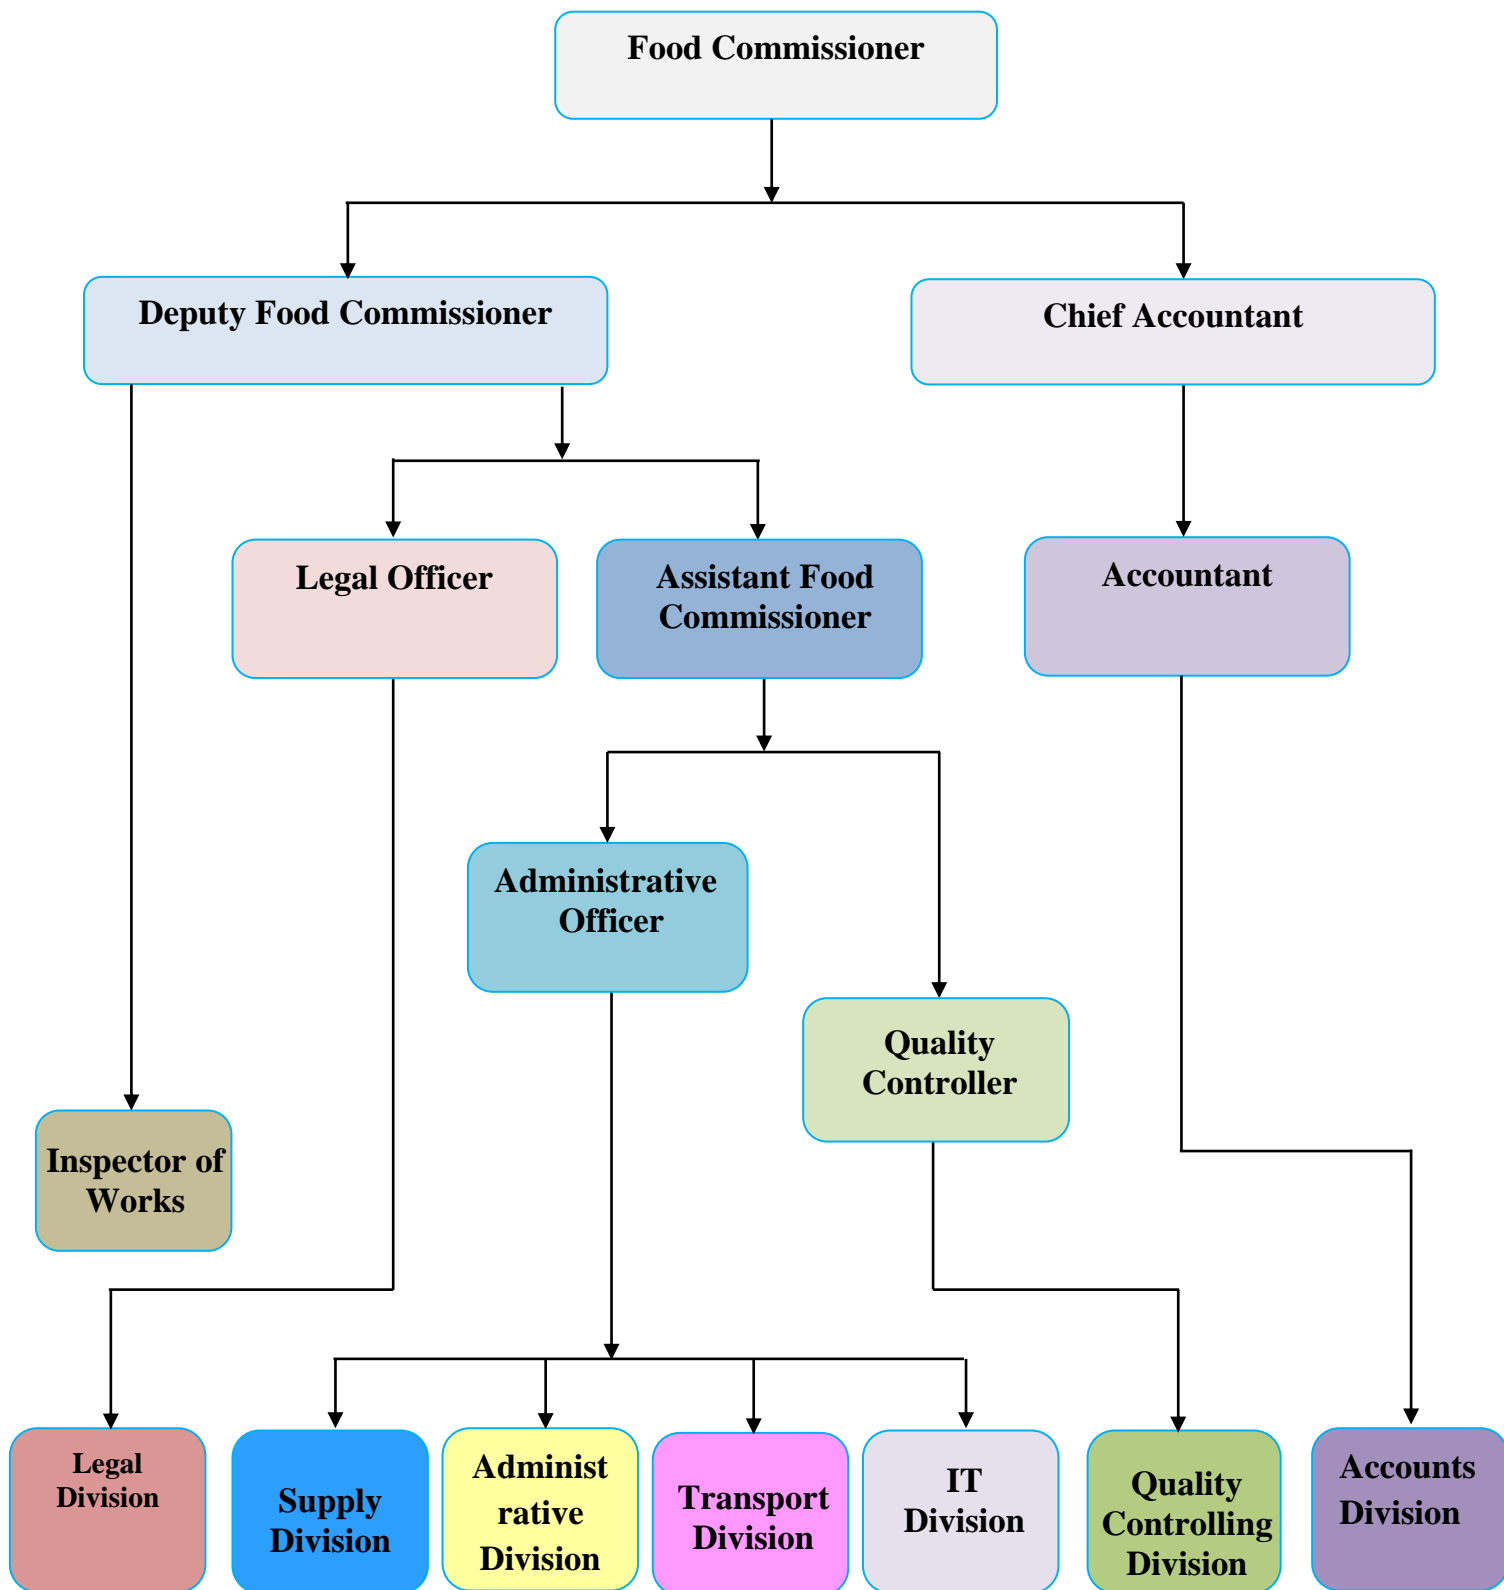 Food Commissioner
Deputy Food Commissioner
Chief Accountant
Legal Officer
Assistant Food
Commissioner
Accountant
Administrative
Officer
Quality
Controller
Inspector of
Works
Legal
Division
Supply
Division
Administ
rative
Division
Transport
Division
IT
Division
Quality
Controlling
Division
Accounts
Division